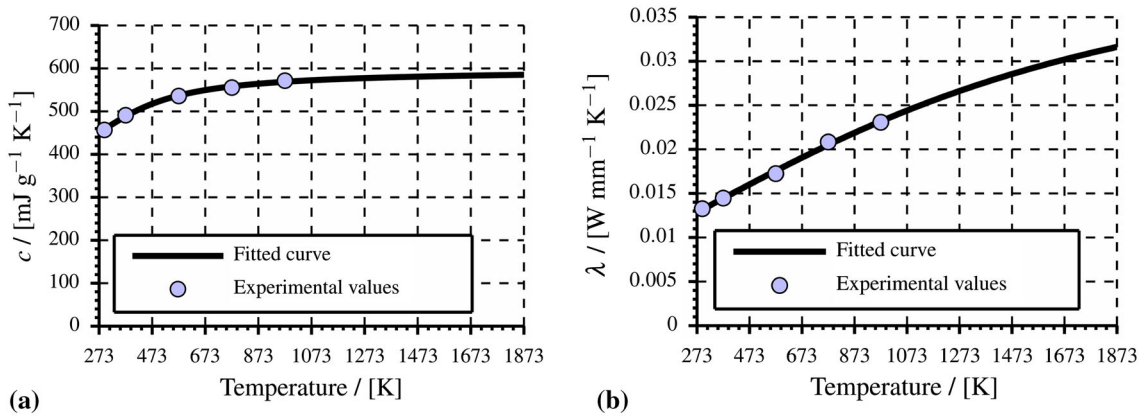 700
600
500
400
300
200
100
0
c / [mJ g⁻¹ K⁻¹]
Fitted curve
Experimental values
273 473 673 873 1073 1273 1473 1673 1873
Temperature / [K]
(a)
0.035
0.03
0.025
0.02
0.015
0.01
0.005
0
λ / [W mm⁻¹ K⁻¹]
Fitted curve
Experimental values
273 473 673 873 1073 1273 1473 1673 1873
Temperature / [K]
(b)